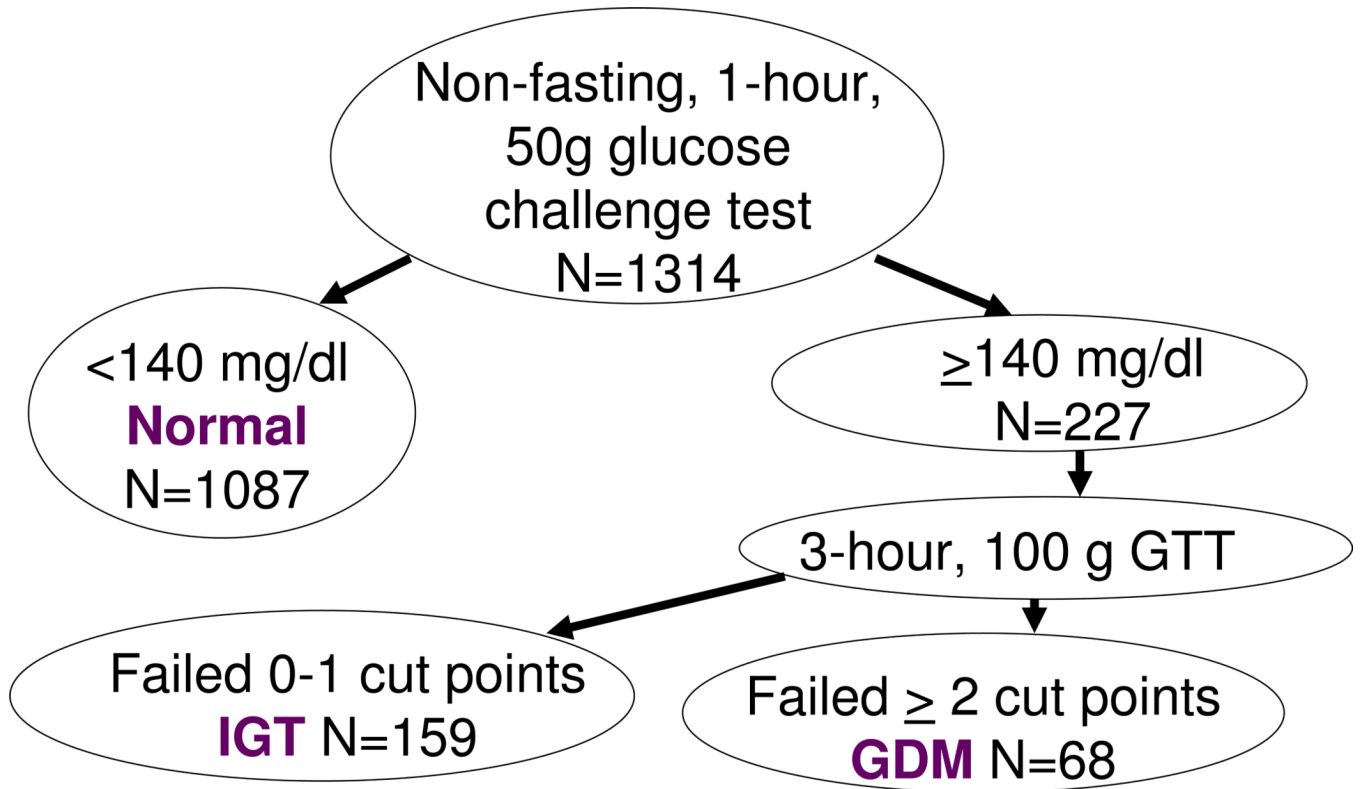 Non-fasting, 1-hour,
50g glucose
challenge test
N=1314
<140 mg/dl
Normal
N=1087
≥140 mg/dl
N=227
3-hour, 100 g GTT
Failed 0-1 cut points
IGT N=159
Failed ≥ 2 cut points
GDM N=68